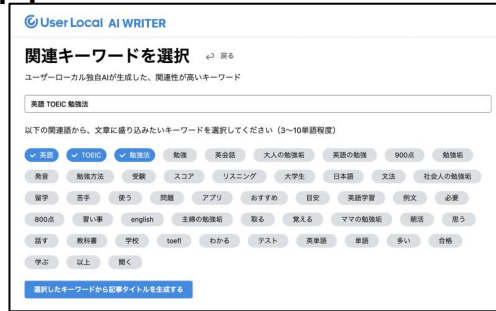 User Local AI WRITER
関連キーワードを選択 戻る
ユーザーローカル独自AIが生成した、関連性が高いキーワード
英語 TOEIC 勉強法
以下の関連語から、文章に盛り込みたいキーワードを選択してください（3〜10単語程度）
英語 TOEIC 勉強法 勉強 英会話 大人の勉強垢 英語の勉強 900点 勉強垢
発音 勉強方法 受験 スコア リスニング 大学生 日本語 文法 社会人の勉強垢
留学 苦手 使う 問題 アプリ おすすめ 目安 英語学習 例文 必要
800点 習い事 english 主婦の勉強垢 取る 覚える ママの勉強垢 朝活 思う
話す 教科書 学校 toefl わかる テスト 英単語 単語 多い 合格
学ぶ 以上 聞く
選択したキーワードから記事タイトルを生成する